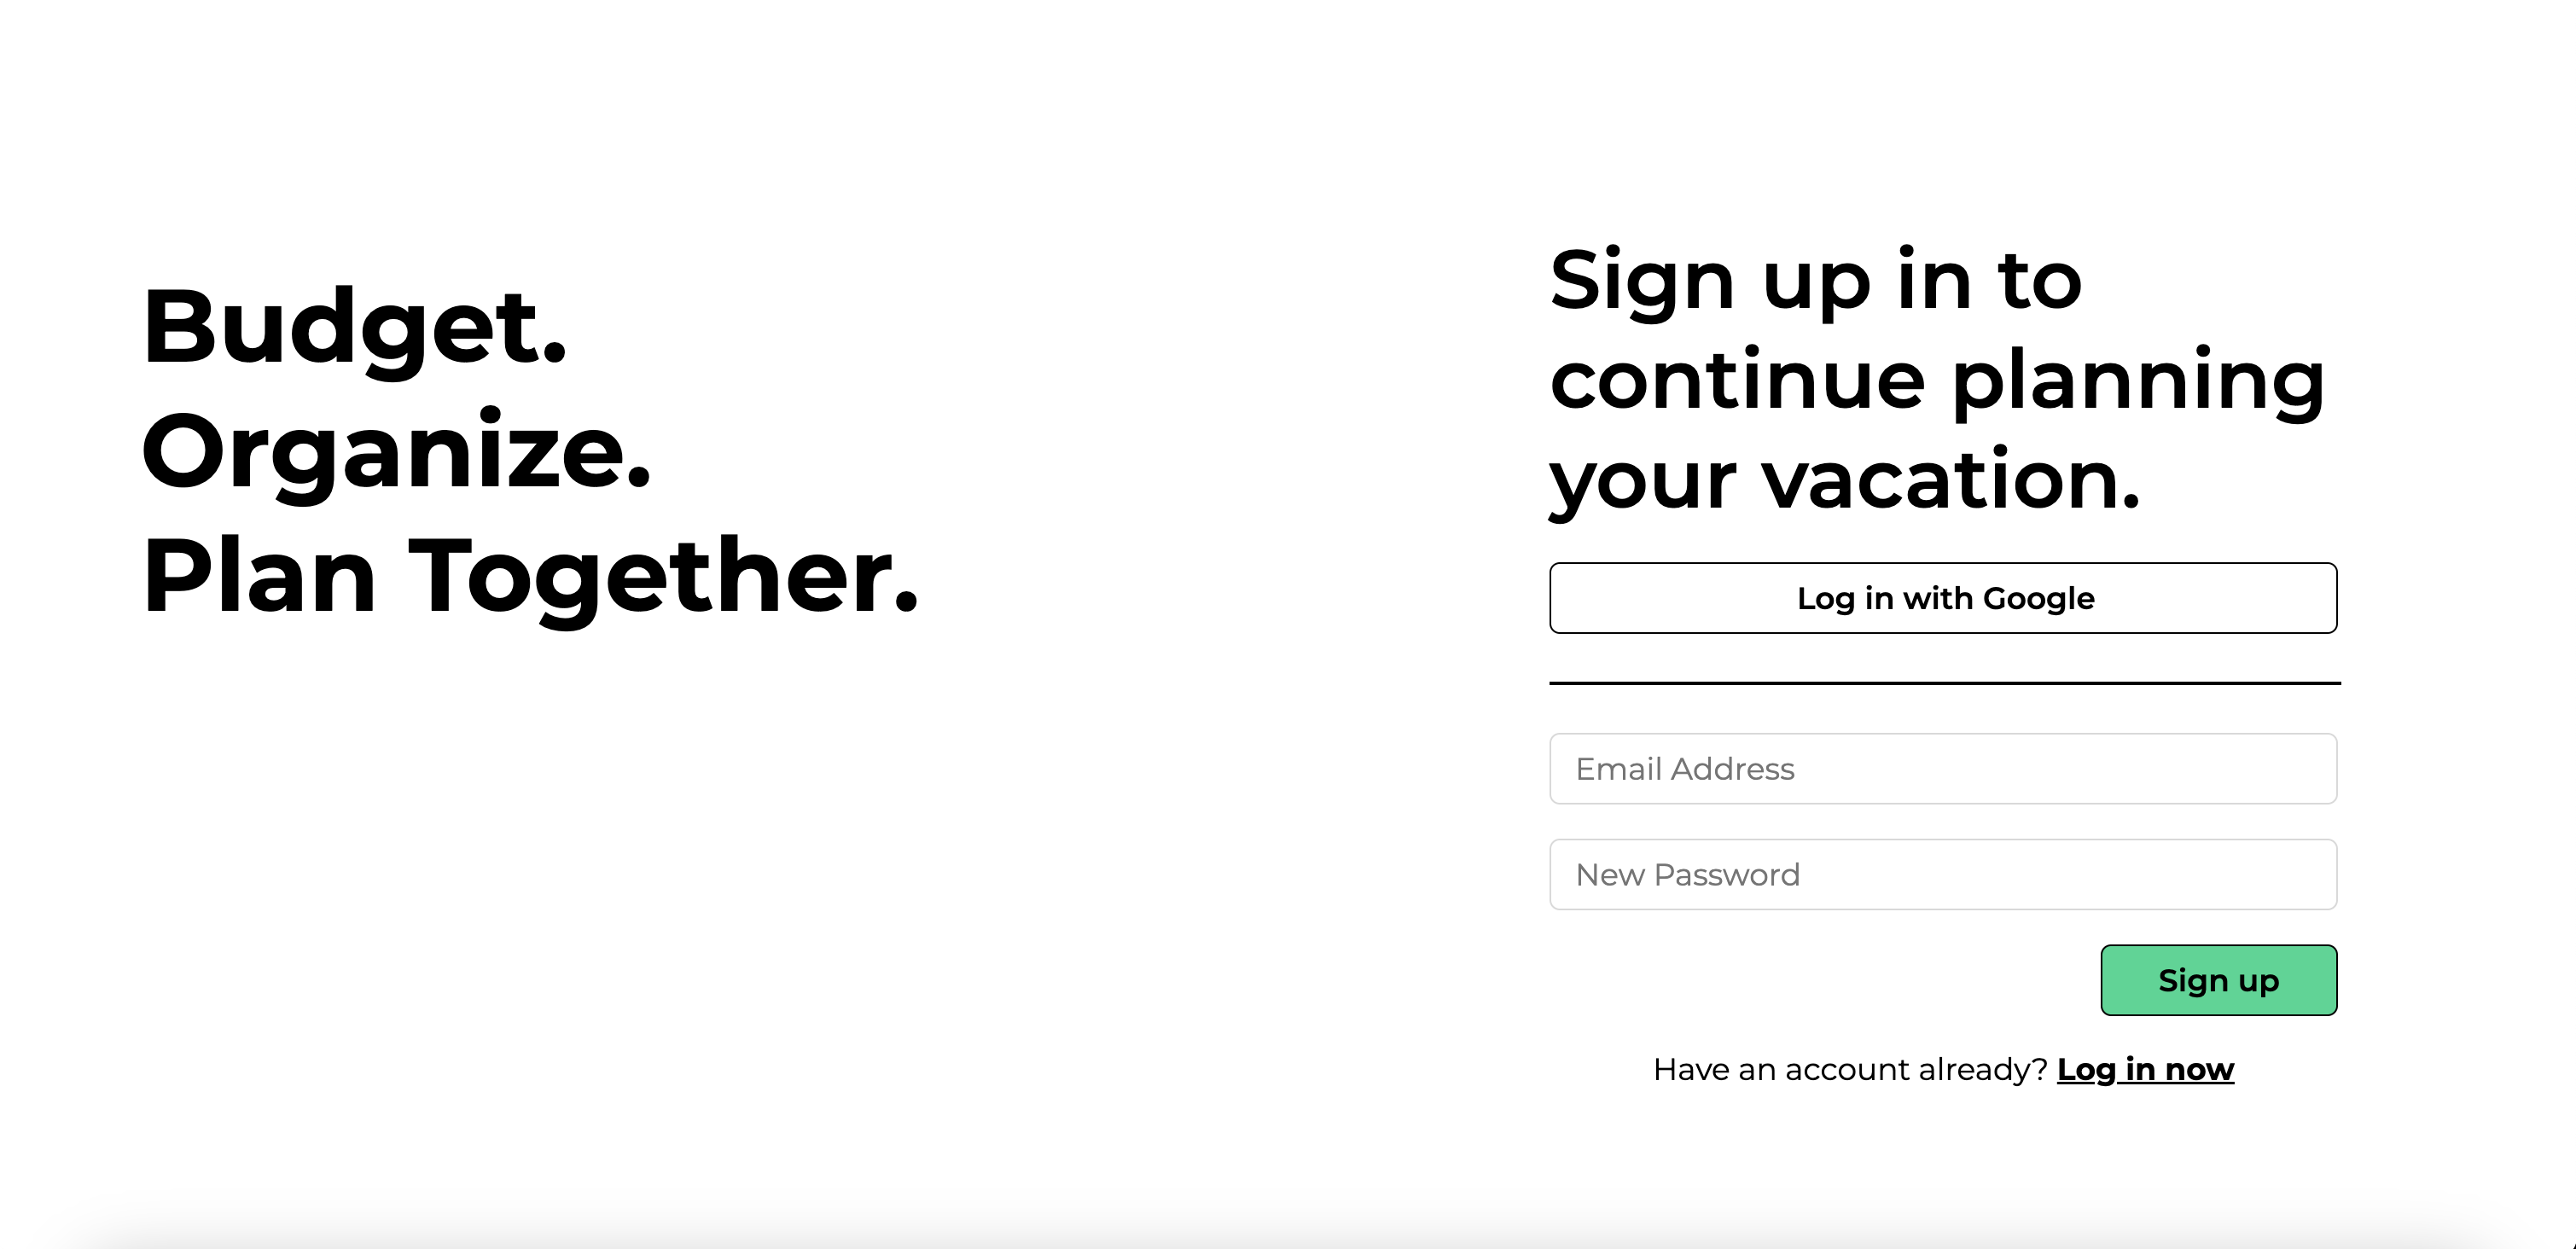 Budget.
Organize.
Plan Together.
Sign up in to
continue planning
your vacation.
Log in with Google
Email Address
New Password
Sign up
Have an account already? Log in now